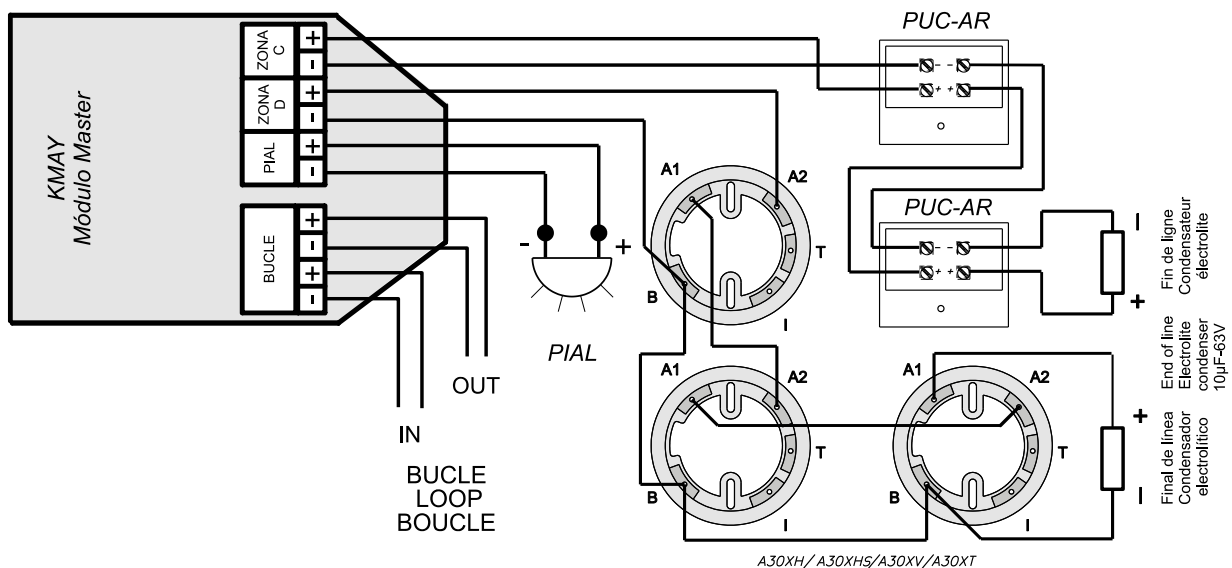 KMAY
Módulo Master
ZONA
C
+
-
ZONA
D
+
-
PIAL
+
-
BUCLE
+
-
+
-
PUC-AR
- -
+ +
PUC-AR
- -
+ +
-
+
Fin de ligne
Condensateur
électrolite
End of line
Electrolite
condenser
10µF-63V
Final de línea
Condensador
electrolítico
+
-
- +
PIAL
OUT
IN
BUCLE
LOOP
BOUCLE
A1
A2
T
B
I
A1
A2
T
B
I
A1
A2
T
B
I
A30XH/ A30XHS/A30XV/A30XT